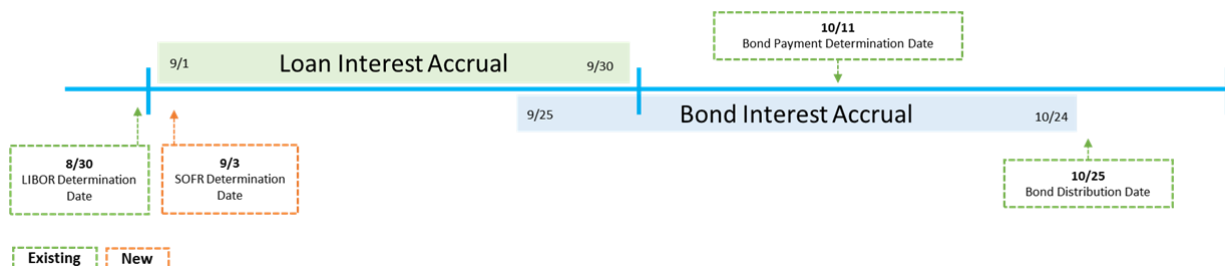 10/11
Bond Payment Determination Date
9/1
Loan Interest Accrual
9/30
9/25
Bond Interest Accrual
10/24
8/30
LIBOR Determination
Date
9/3
SOFR Determination
Date
10/25
Bond Distribution Date
Existing
New